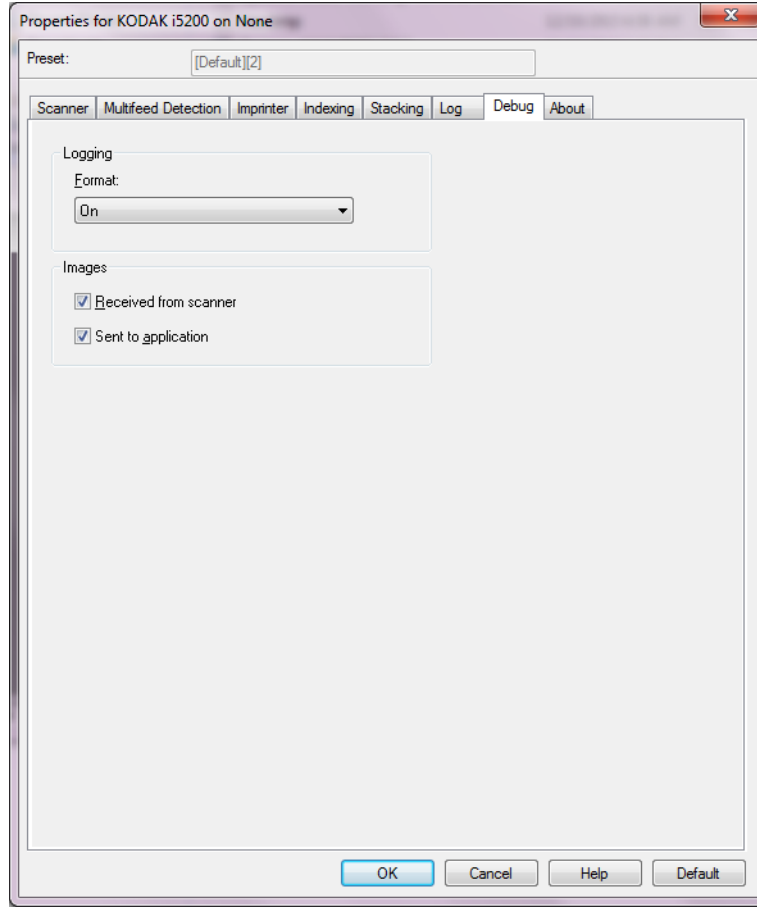 Properties for KODAK i5200 on None
Preset: [Default][2]
Scanner Multifeed Detection Imprinter Indexing Stacking Log Debug About
Logging
Format:
On
Images
Received from scanner
Sent to application
OK Cancel Help Default